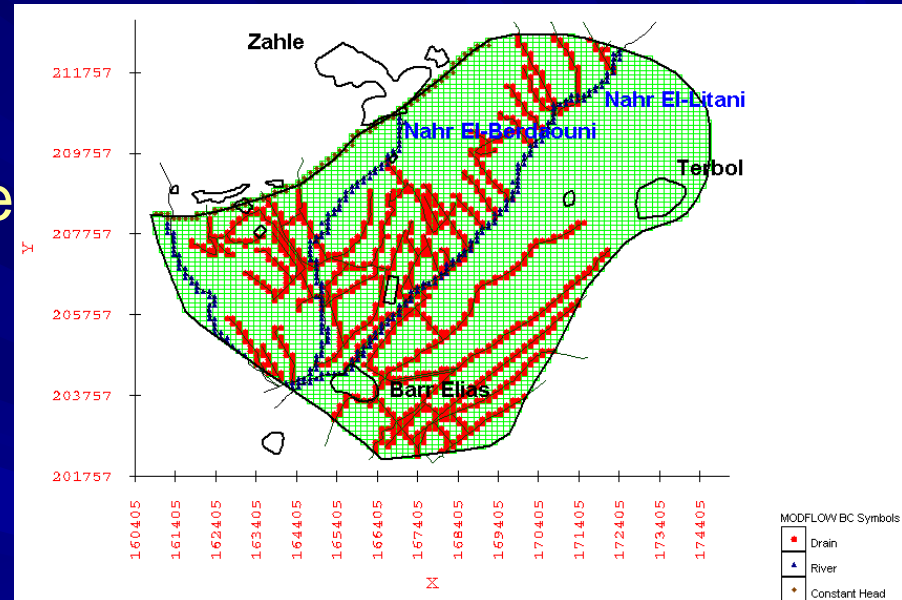 e
Zahle
Nahr El-Litani
Nahr El-Berdaouni
Terbol
Barr Elias
Y
211757
209757
207757
205757
203757
201757
160405
161405
162405
163405
164405
165405
166405
167405
168405
169405
170405
171405
172405
173405
174405
X
MODFLOW BC Symbols
Drain
River
Constant Head